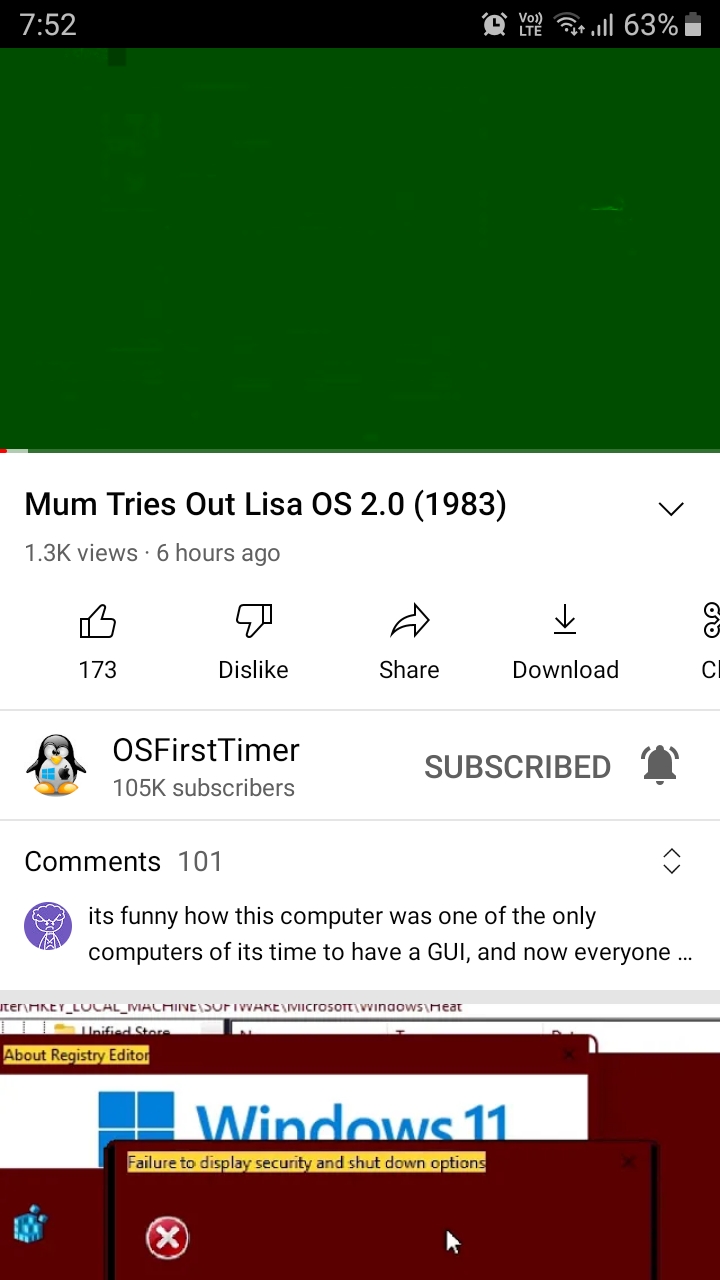 7:52
Vo)) LTE 63%
Mum Tries Out Lisa OS 2.0 (1983)
1.3K views · 6 hours ago
173 Dislike Share Download
OSFirstTimer
105K subscribers
SUBSCRIBED
Comments 101
its funny how this computer was one of the only
computers of its time to have a GUI, and now everyone ...
\HKEY_LOCAL_MACHINE\SOFTWARE\Microsoft\Windows\Heat
Unified Store
About Registry Editor
Windows 11
Failure to display security and shut down options